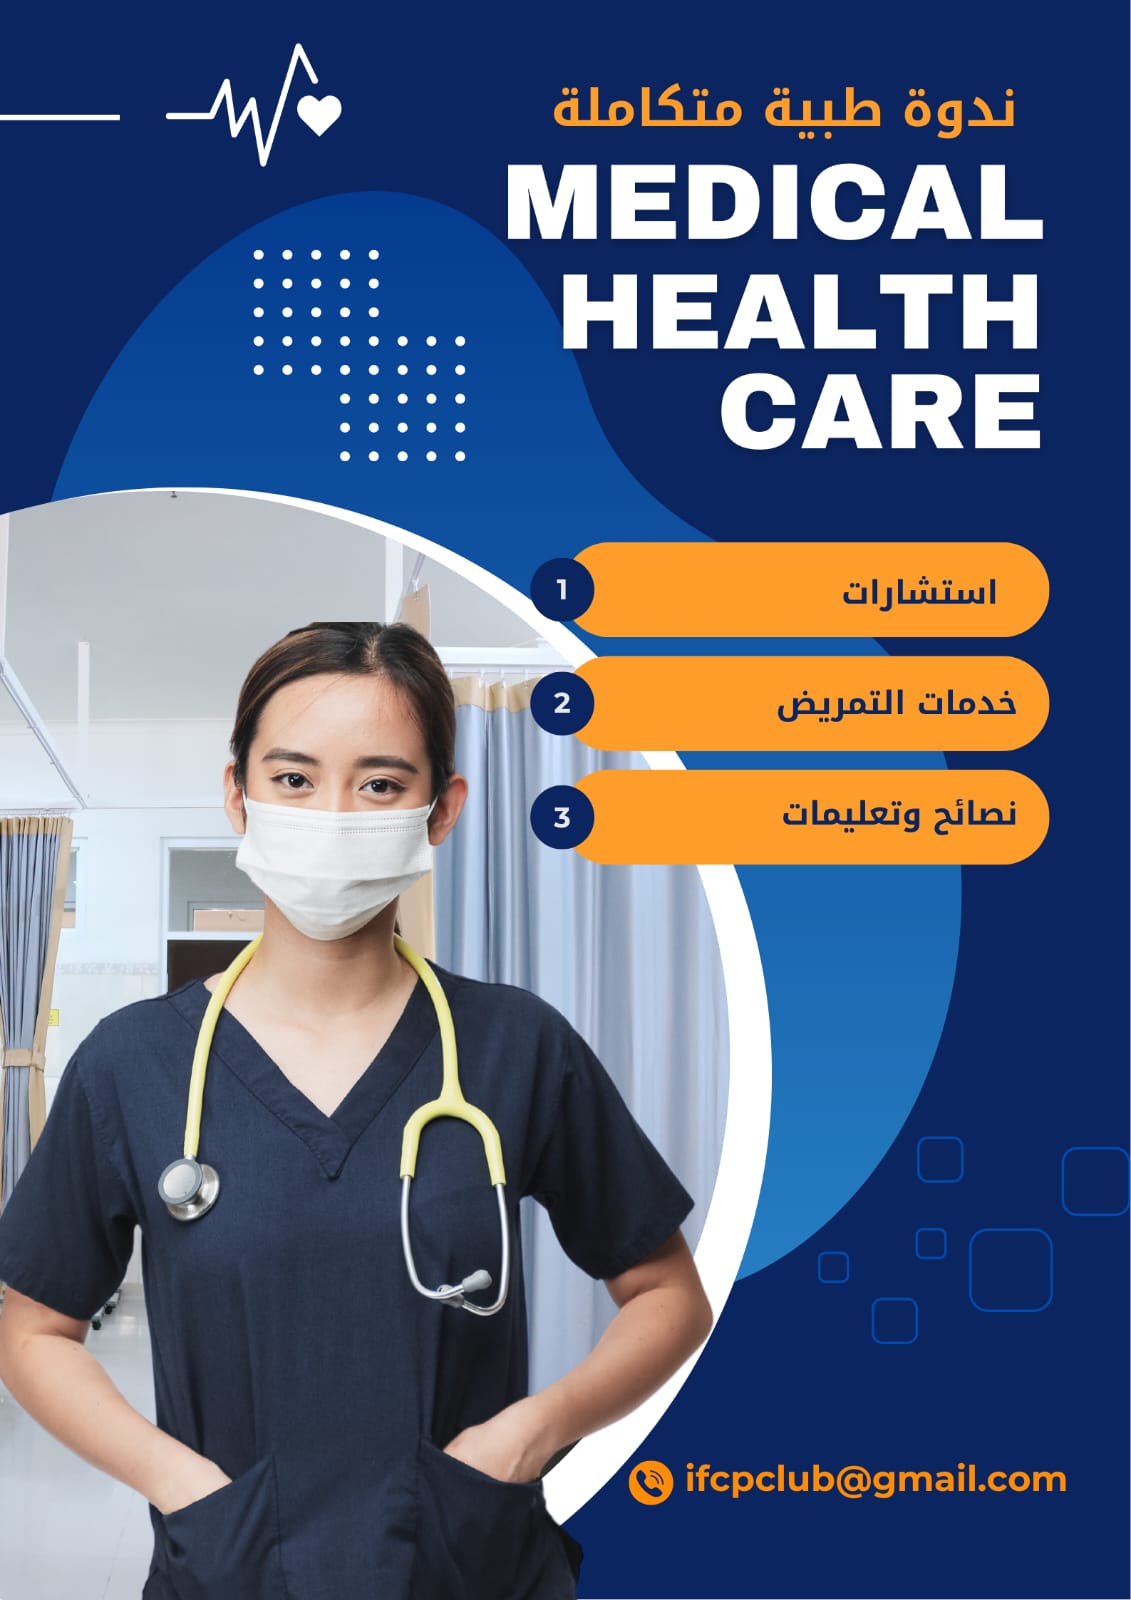 ندوة طبية متكاملة
MEDICAL
HEALTH
CARE
1 استشارات
2 خدمات التمريض
3 نصائح وتعليمات
ifcpclub@gmail.com